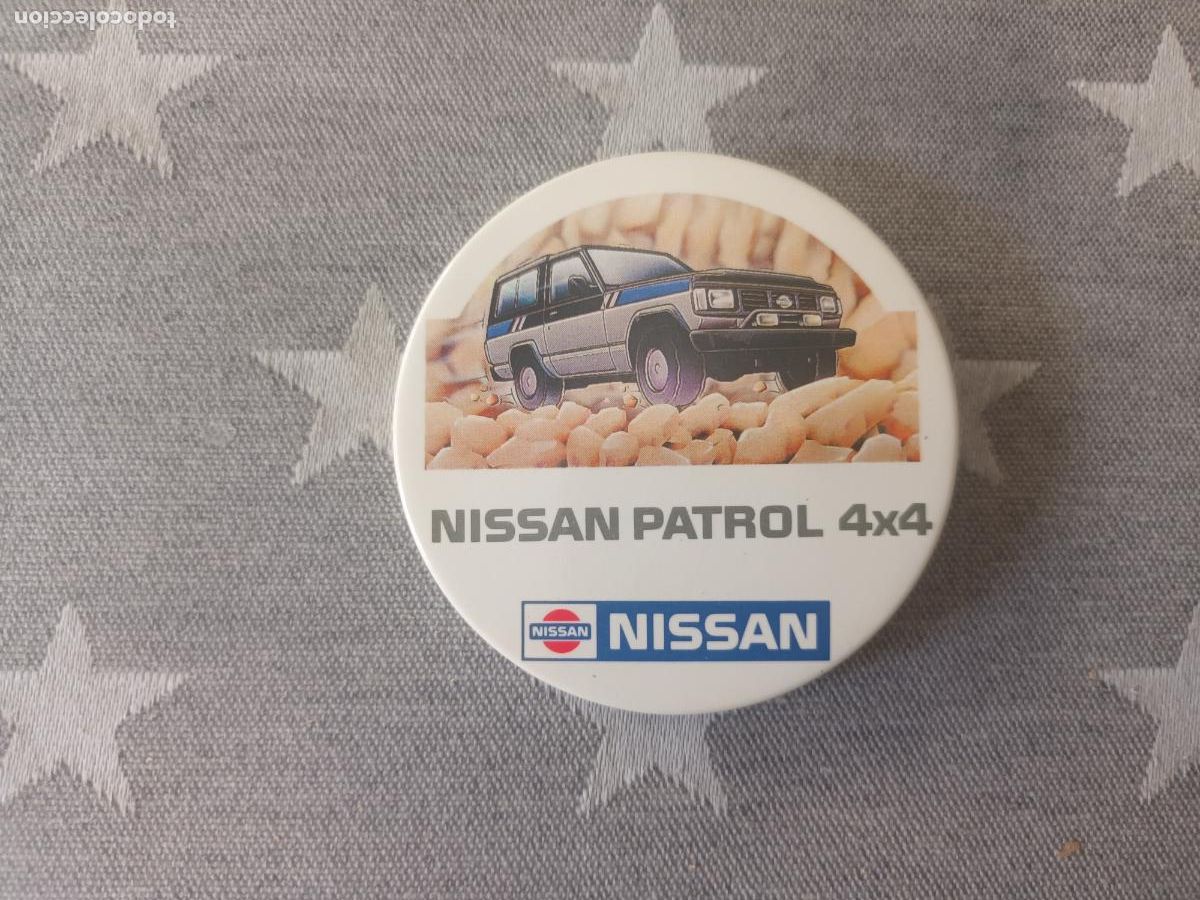 todocoleccion
NISSAN PATROL 4x4
NISSAN NISSAN